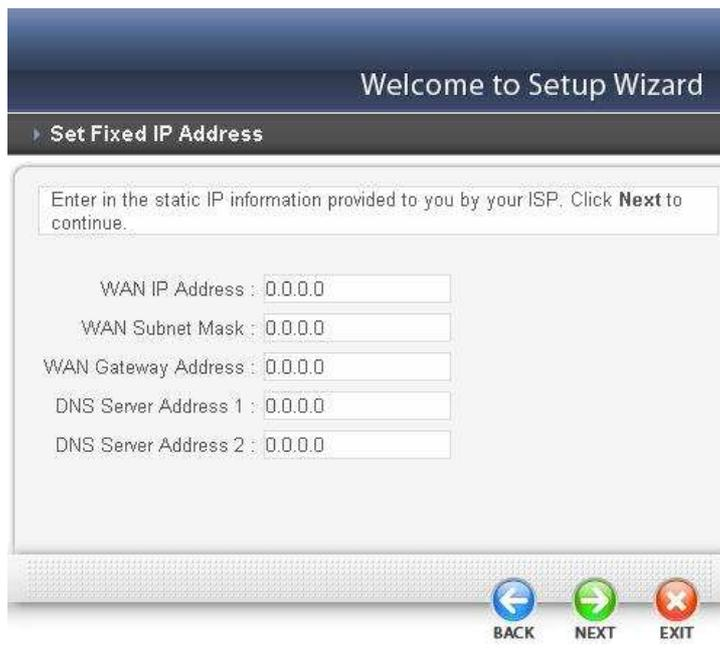 Welcome to Setup Wizard
Set Fixed IP Address
Enter in the static IP information provided to you by your ISP. Click Next to
continue.
WAN IP Address : 0.0.0.0
WAN Subnet Mask : 0.0.0.0
WAN Gateway Address : 0.0.0.0
DNS Server Address 1 : 0.0.0.0
DNS Server Address 2 : 0.0.0.0
BACK NEXT EXIT